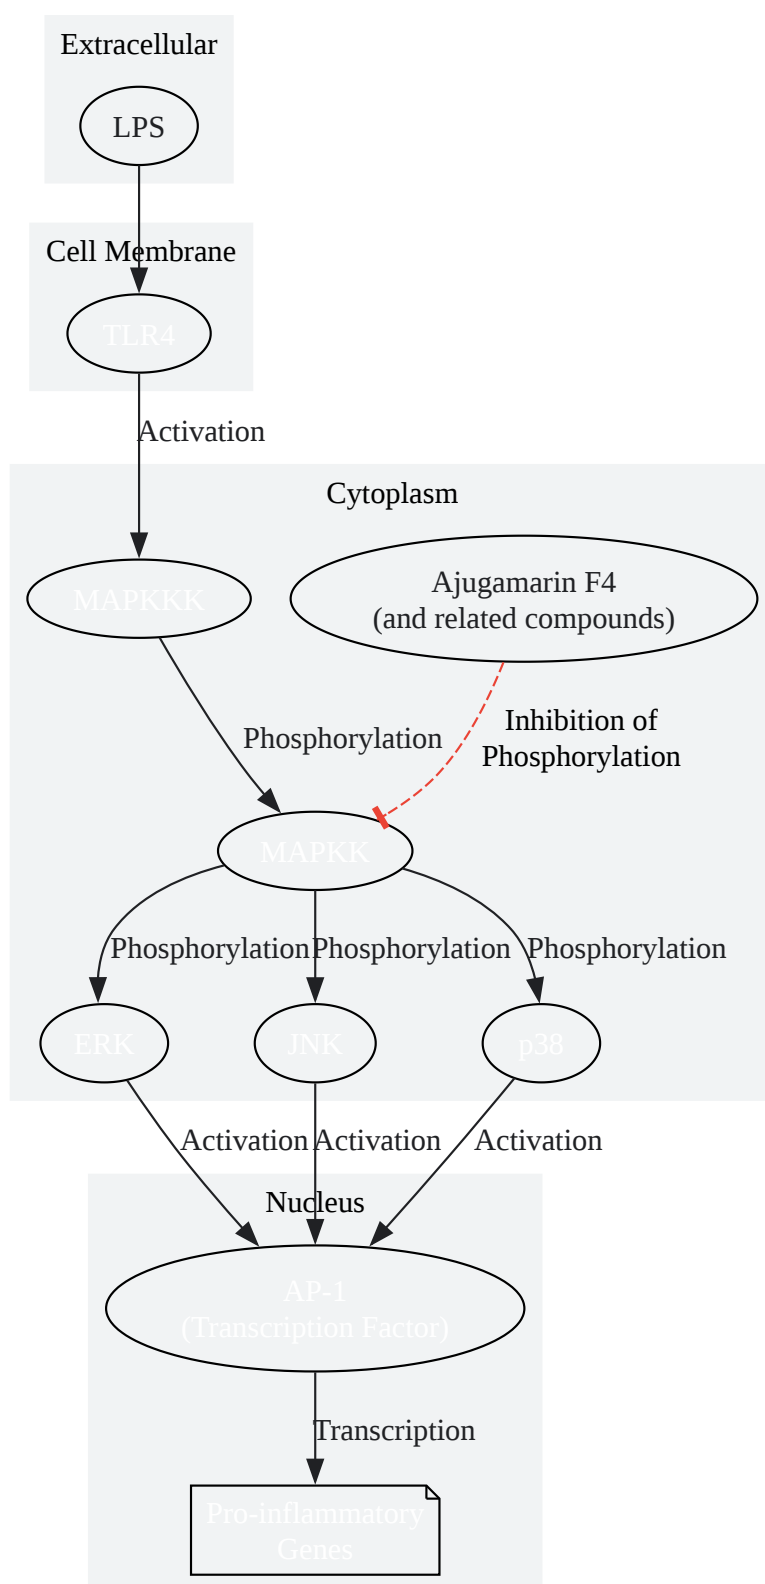 Extracellular
LPS
Cell Membrane
TLR4
Activation
Cytoplasm
MAPKKK
Ajugamarin F4
(and related compounds)
Phosphorylation
Inhibition of
Phosphorylation
MAPKK
Phosphorylation
Phosphorylation
Phosphorylation
ERK
JNK
p38
Activation
Activation
Activation
Nucleus
AP-1
(Transcription Factor)
Transcription
Pro-inflammatory
Genes